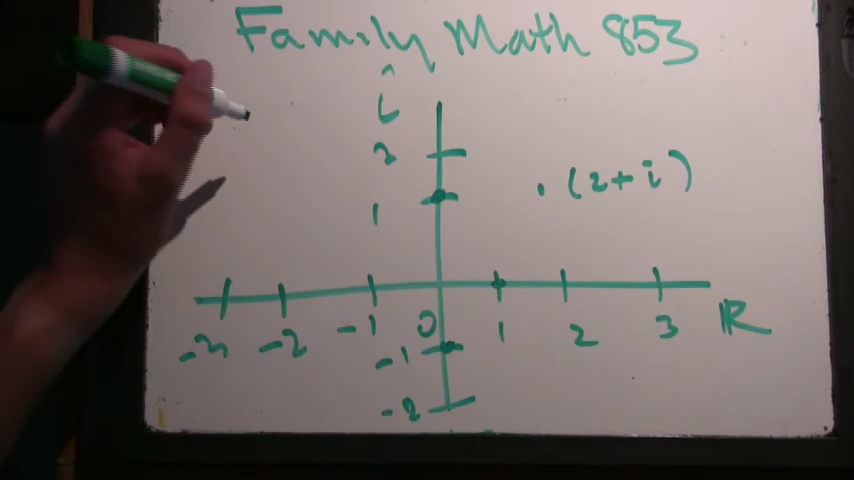 Family Math 853
î
2
1
(2+i)
-3 -2 -1 0 1 2 3 ℝ
-1
-2